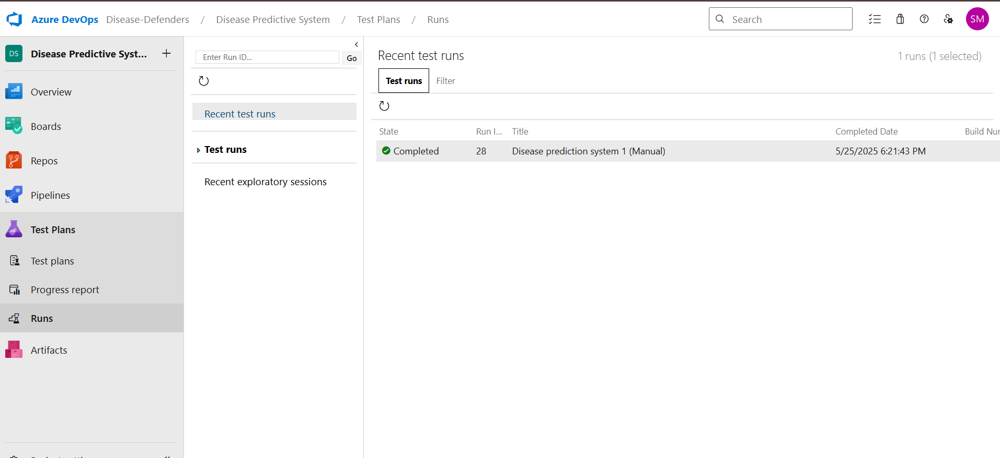 Azure DevOps Disease-Defenders / Disease Predictive System / Test Plans / Runs
Search
SM
DS Disease Predictive Syst... +
Overview
Boards
Repos
Pipelines
Test Plans
Test plans
Progress report
Runs
Artifacts
Enter Run ID...
Go
Recent test runs
Test runs
Recent exploratory sessions
Recent test runs
1 runs (1 selected)
Test runs Filter
State Run I... Title Completed Date Build Nu
Completed 28 Disease prediction system 1 (Manual) 5/25/2025 6:21:43 PM